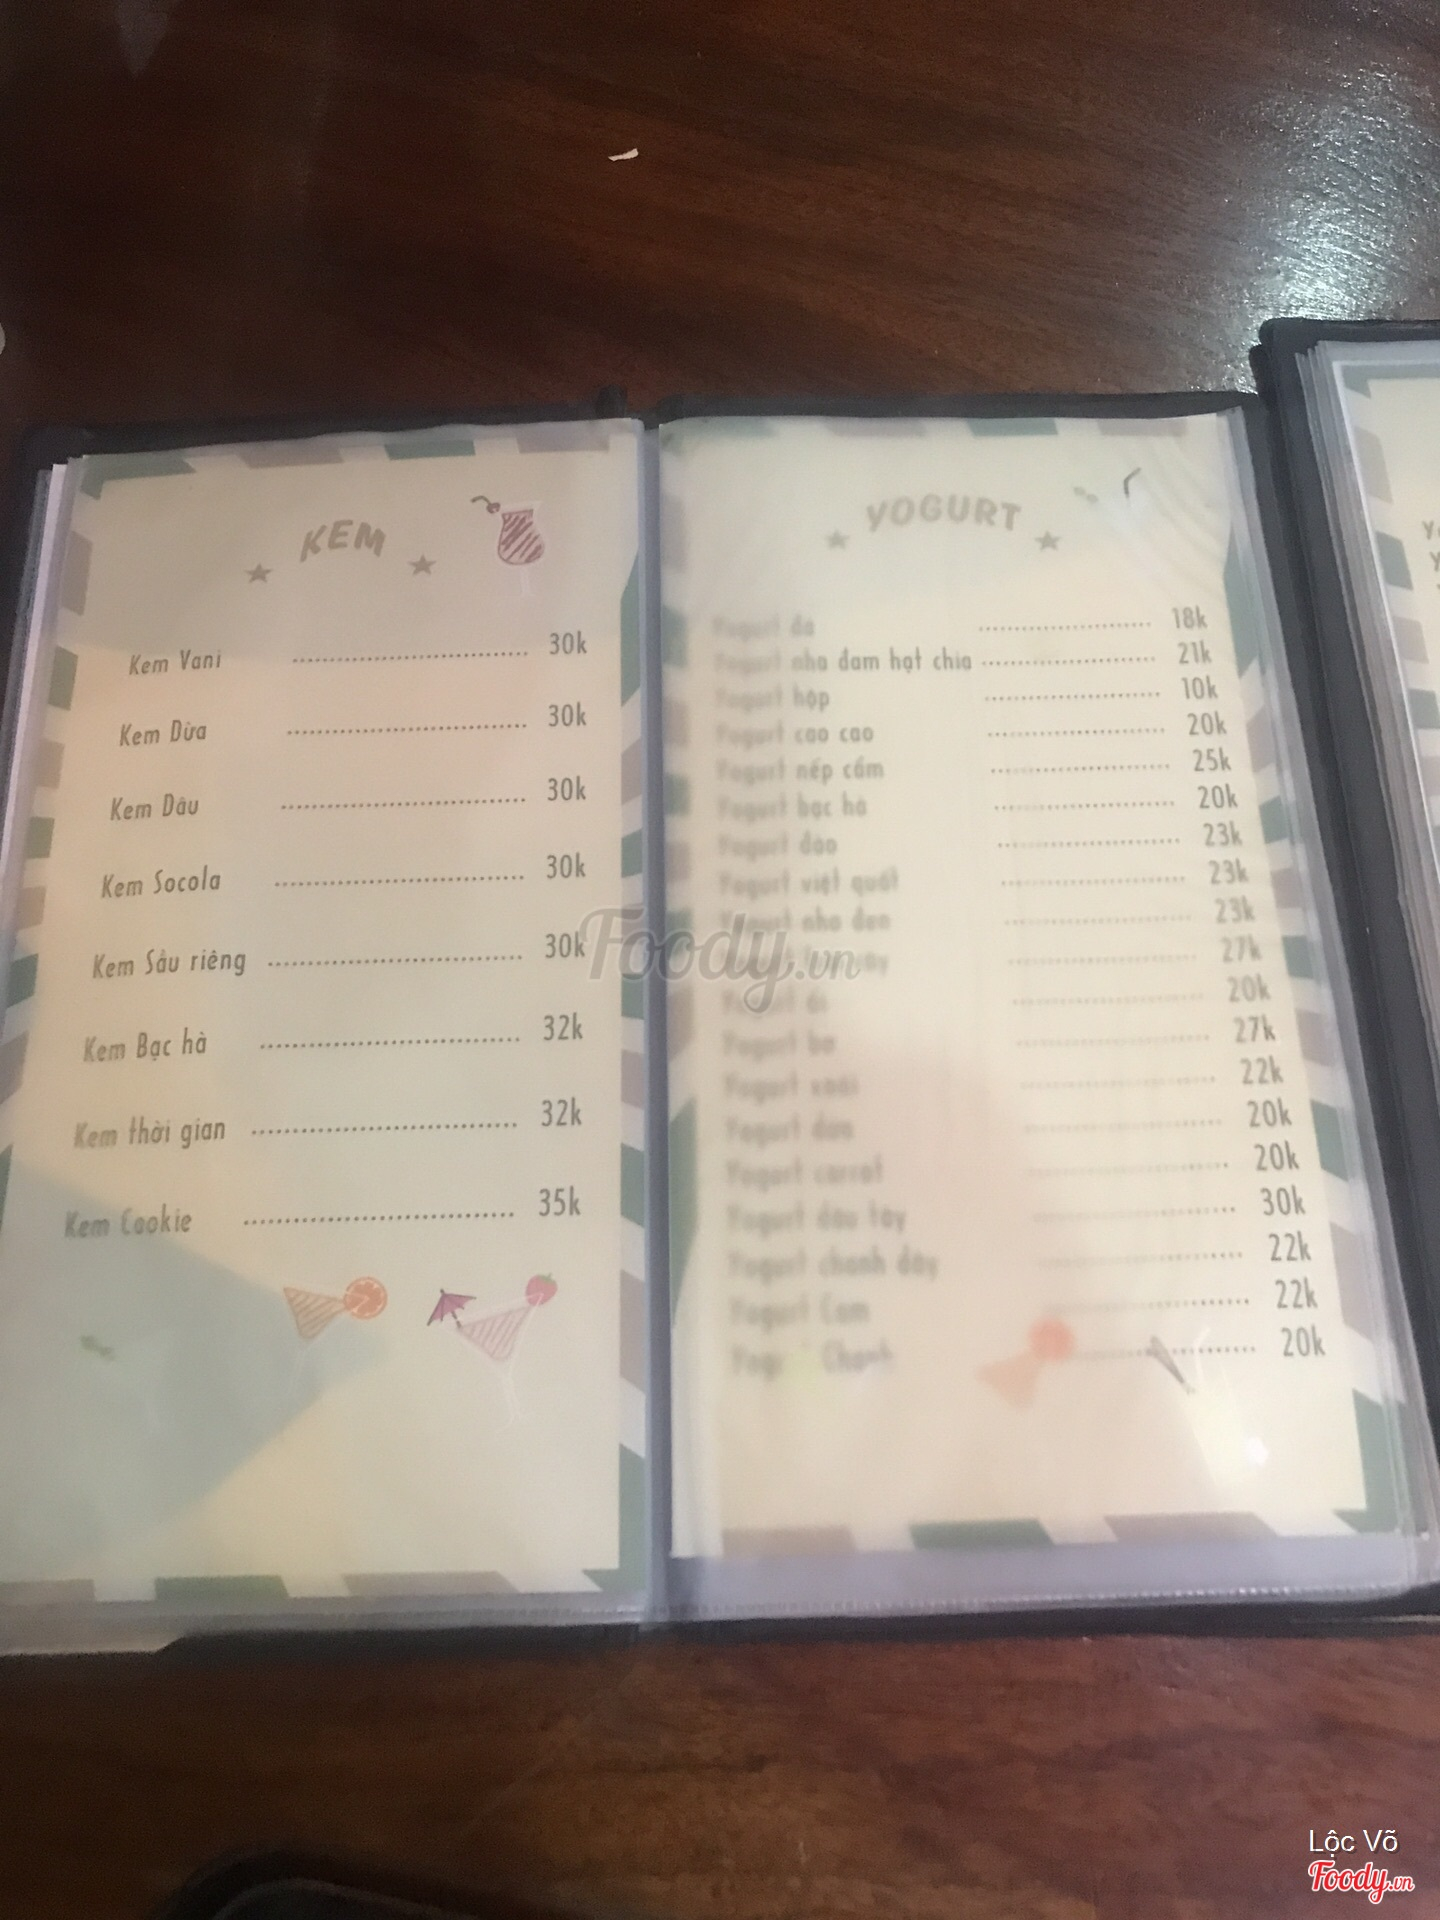 KEM
Kem Vani 30k
Kem Dừa 30k
Kem Dâu 30k
Kem Socola 30k
Kem Sầu riêng 30k
Kem Bạc hà 32k
Kem thời gian 32k
Kem Cookie 35k
YOGURT
Yogurt đá 18k
Yogurt nha đam hạt chia 21k
Yogurt hộp 10k
Yogurt cao cao 20k
Yogurt nếp cẩm 25k
Yogurt bạc hà 20k
Yogurt đào 23k
Yogurt việt quất 23k
Yogurt nho đen 23k
27k
Yogurt 20k
Yogurt bơ 27k
Yogurt xoài 22k
Yogurt 20k
Yogurt carrot 20k
Yogurt dâu tây 30k
Yogurt chanh dây 22k
Yogurt Cam 22k
Yogurt Chanh 20k
Foody.vn
Lộc Võ
Foody.vn